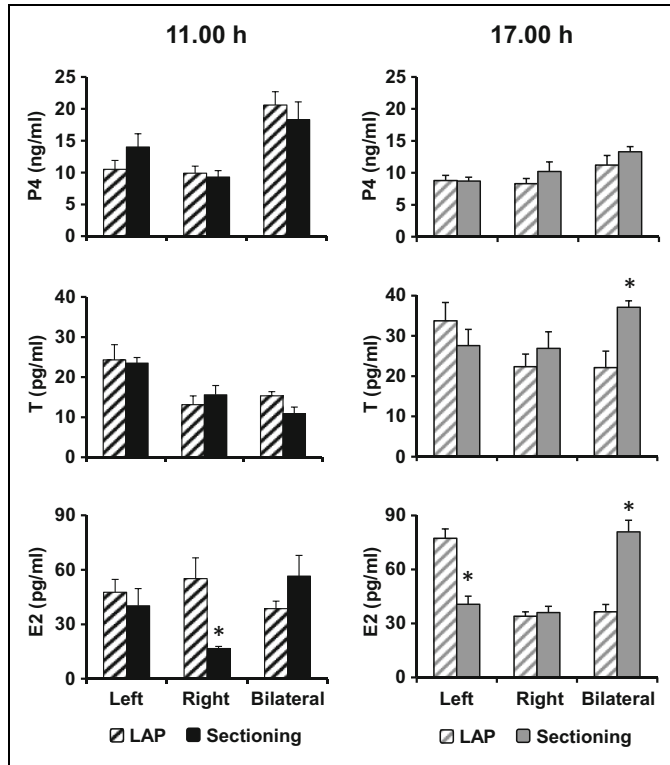 11.00 h
17.00 h
P4 (ng/ml)
25
20
15
10
5
0
P4 (ng/ml)
25
20
15
10
5
0
T (pg/ml)
40
30
20
10
0
T (pg/ml)
40
30
20
10
0
*
E2 (pg/ml)
90
60
30
0
*
Left Right Bilateral
LAP Sectioning
E2 (pg/ml)
90
60
30
0
*
*
Left Right Bilateral
LAP Sectioning